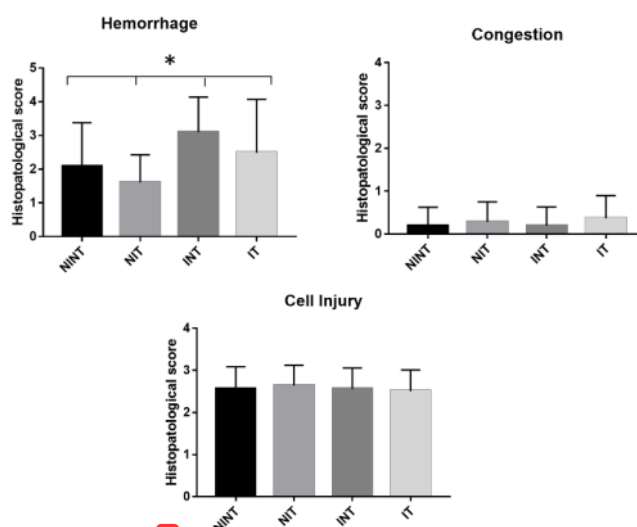 Hemorrhage
*
Histopatological score
5
4
3
2
1
0
NINT
NIT
INT
IT
Congestion
Histopatological score
4
3
2
1
0
NINT
NIT
INT
IT
Cell Injury
Histopatological score
4
3
2
1
0
NINT
NIT
INT
IT